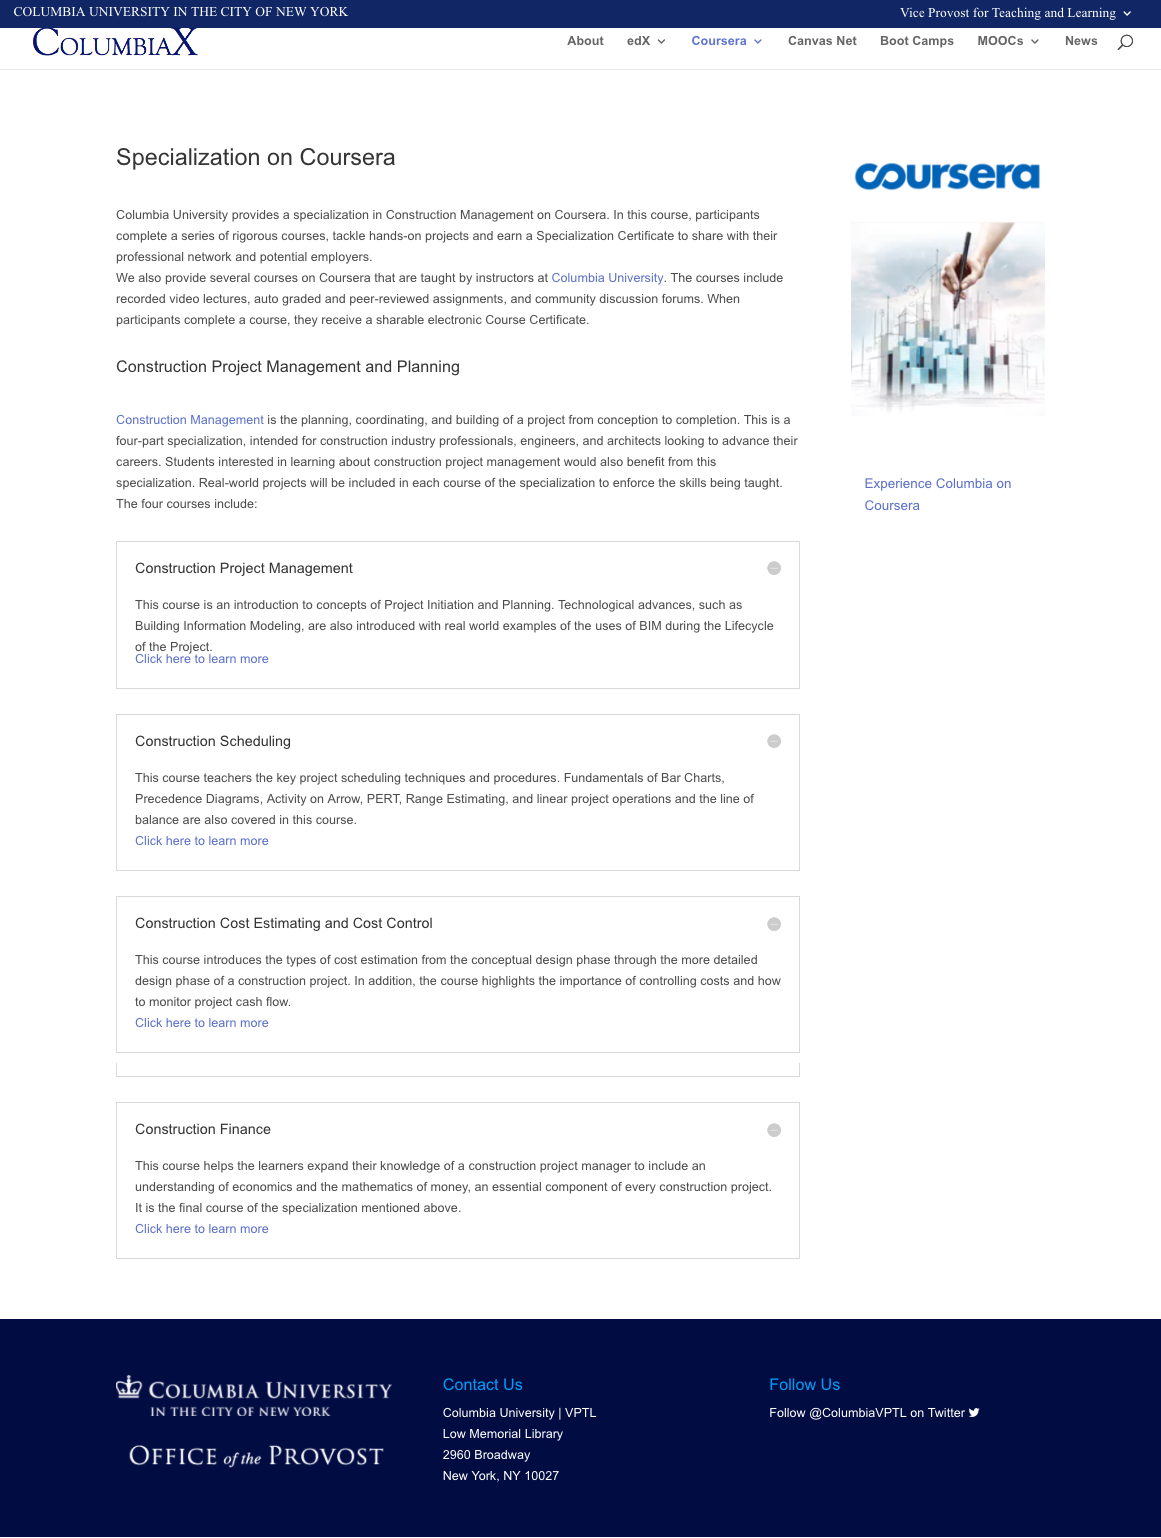 COLUMBIA UNIVERSITY IN THE CITY OF NEW YORK
Vice Provost for Teaching and Learning
COLUMBIAX
About edX Coursera Canvas Net Boot Camps MOOCs News
Specialization on Coursera
coursera
Columbia University provides a specialization in Construction Management on Coursera. In this course, participants
complete a series of rigorous courses, tackle hands-on projects and earn a Specialization Certificate to share with their
professional network and potential employers.
We also provide several courses on Coursera that are taught by instructors at Columbia University. The courses include
recorded video lectures, auto graded and peer-reviewed assignments, and community discussion forums. When
participants complete a course, they receive a sharable electronic Course Certificate.
Construction Project Management and Planning
Construction Management is the planning, coordinating, and building of a project from conception to completion. This is a
four-part specialization, intended for construction industry professionals, engineers, and architects looking to advance their
careers. Students interested in learning about construction project management would also benefit from this
specialization. Real-world projects will be included in each course of the specialization to enforce the skills being taught.
The four courses include:
Experience Columbia on
Coursera
Construction Project Management
This course is an introduction to concepts of Project Initiation and Planning. Technological advances, such as
Building Information Modeling, are also introduced with real world examples of the uses of BIM during the Lifecycle
of the Project.
Click here to learn more
Construction Scheduling
This course teachers the key project scheduling techniques and procedures. Fundamentals of Bar Charts,
Precedence Diagrams, Activity on Arrow, PERT, Range Estimating, and linear project operations and the line of
balance are also covered in this course.
Click here to learn more
Construction Cost Estimating and Cost Control
This course introduces the types of cost estimation from the conceptual design phase through the more detailed
design phase of a construction project. In addition, the course highlights the importance of controlling costs and how
to monitor project cash flow.
Click here to learn more
Construction Finance
This course helps the learners expand their knowledge of a construction project manager to include an
understanding of economics and the mathematics of money, an essential component of every construction project.
It is the final course of the specialization mentioned above.
Click here to learn more
COLUMBIA UNIVERSITY
IN THE CITY OF NEW YORK
OFFICE of the PROVOST
Contact Us
Columbia University | VPTL
Low Memorial Library
2960 Broadway
New York, NY 10027
Follow Us
Follow @ColumbiaVPTL on Twitter